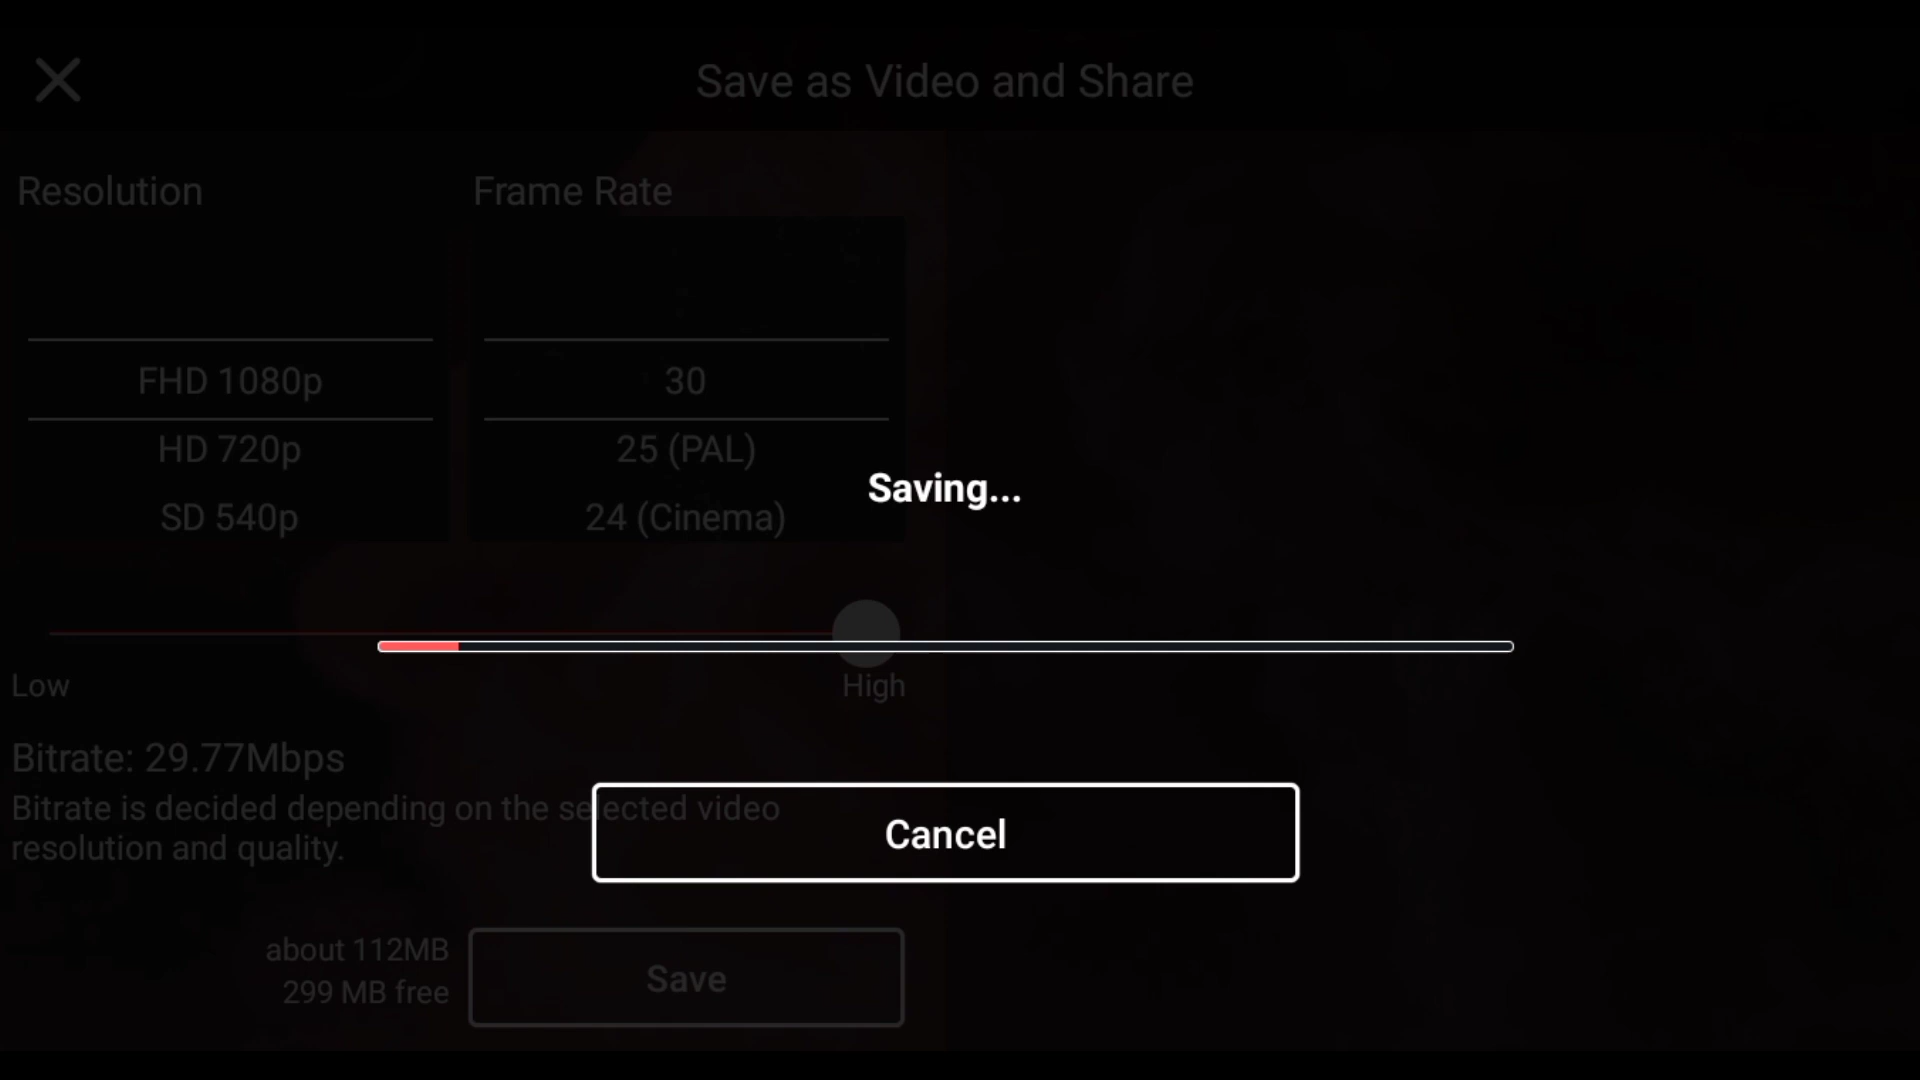 Save as Video and Share
Resolution
Frame Rate
FHD 1080p
30
HD 720p
25 (PAL)
SD 540p
24 (Cinema)
Saving...
Low
High
Bitrate: 29.77Mbps
Bitrate is decided depending on the selected video
resolution and quality.
Cancel
about 112MB
299 MB free
Save